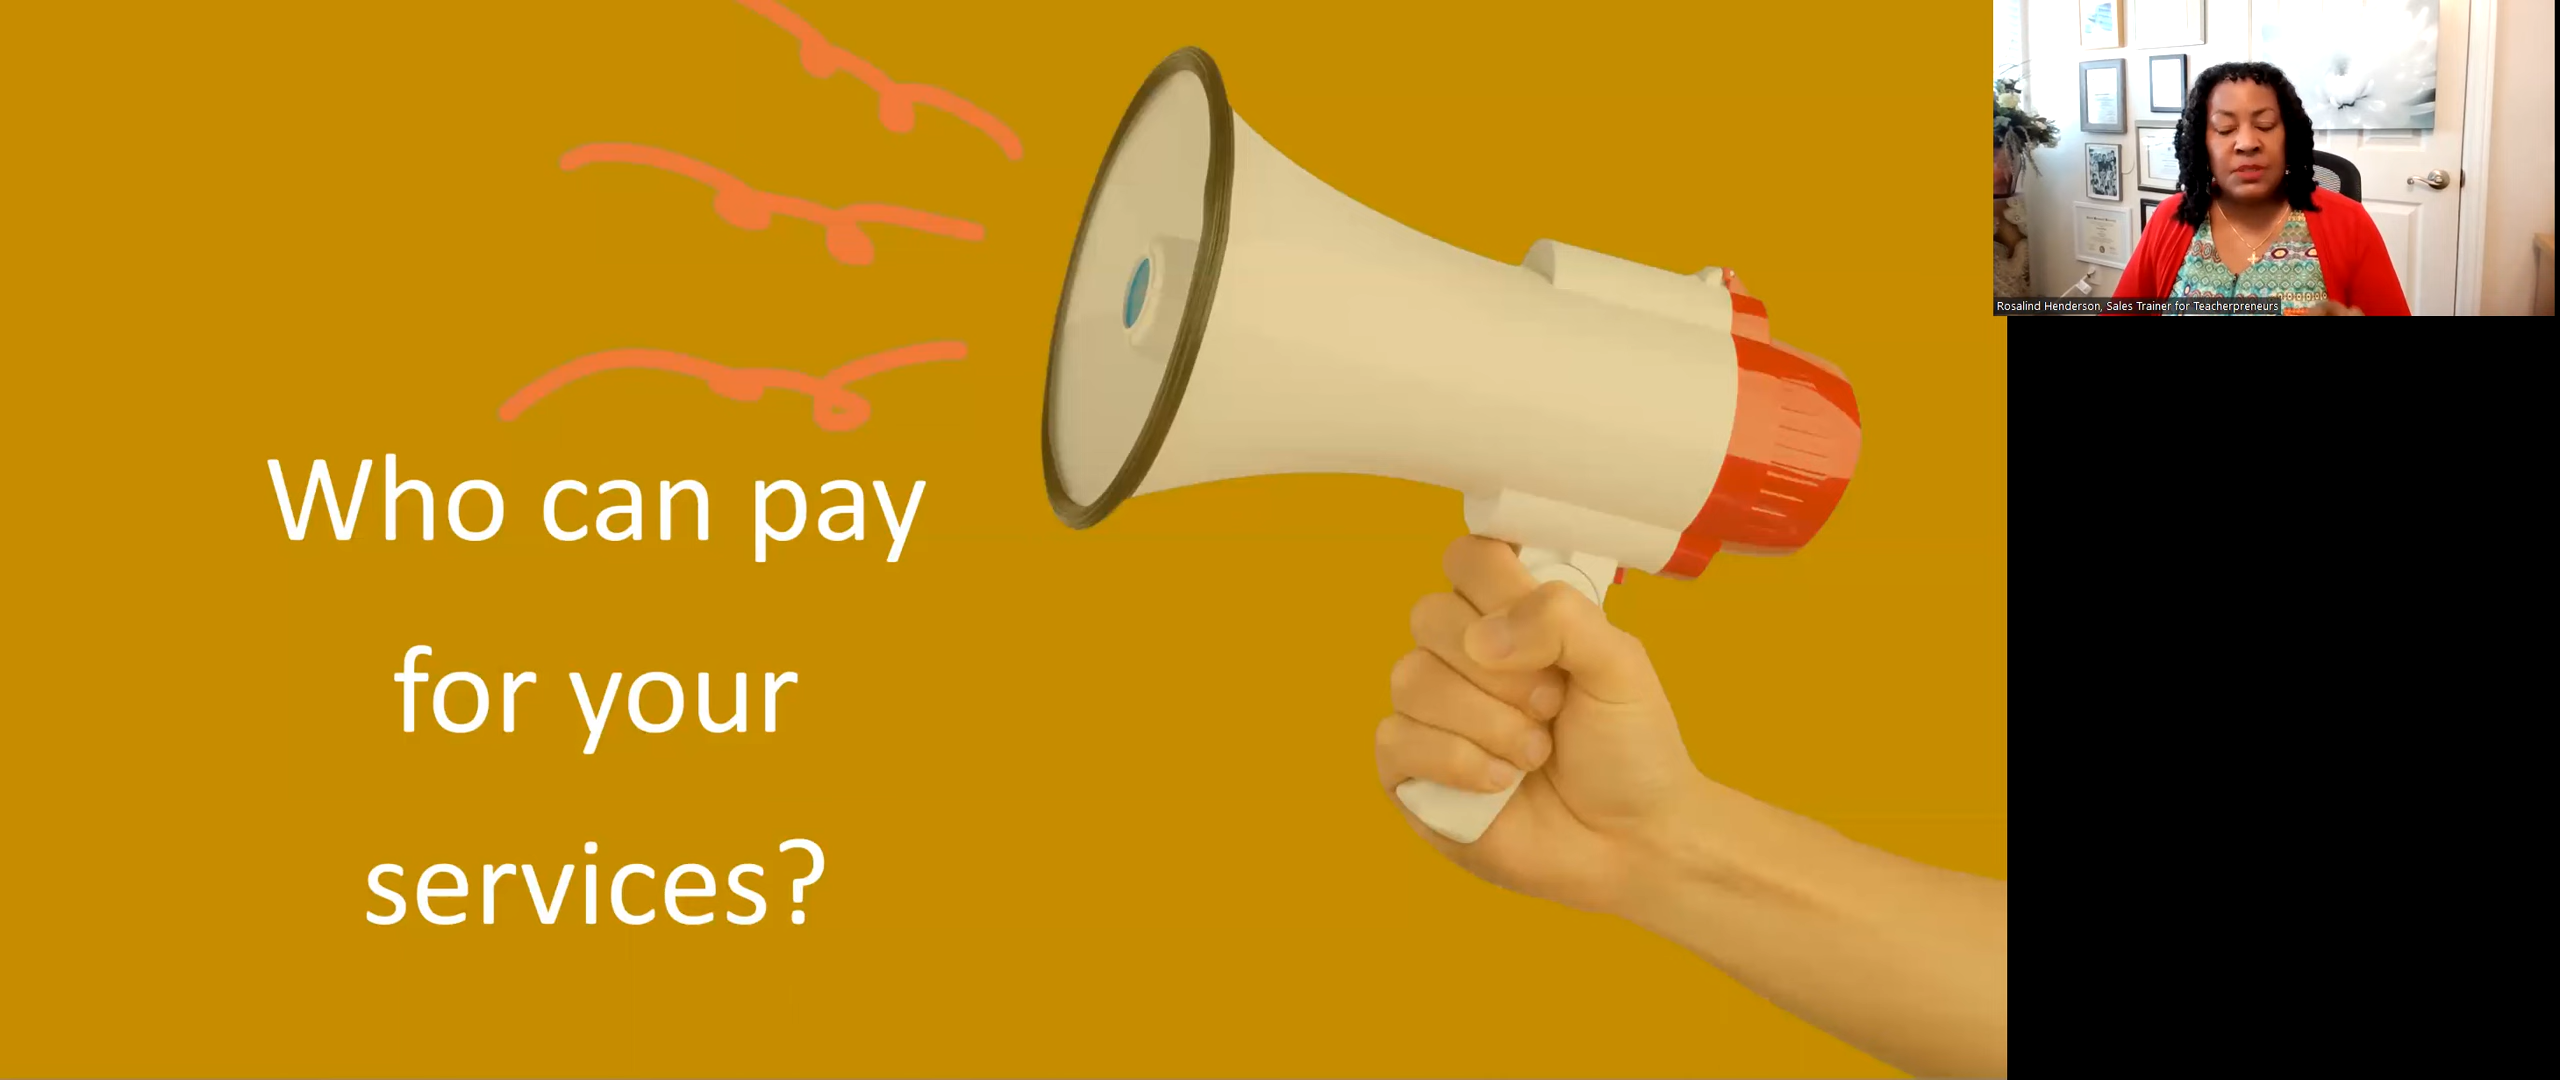 Who can pay
for your
services?
Rosalind Henderson, Sales Trainer for Teacherpreneurs